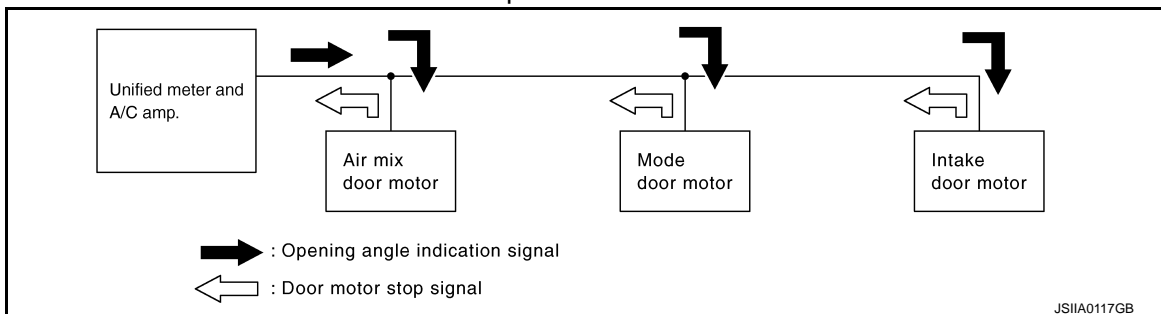 Unified meter and
A/C amp.
Air mix
door motor
Mode
door motor
Intake
door motor
: Opening angle indication signal
: Door motor stop signal
JSIIA0117GB